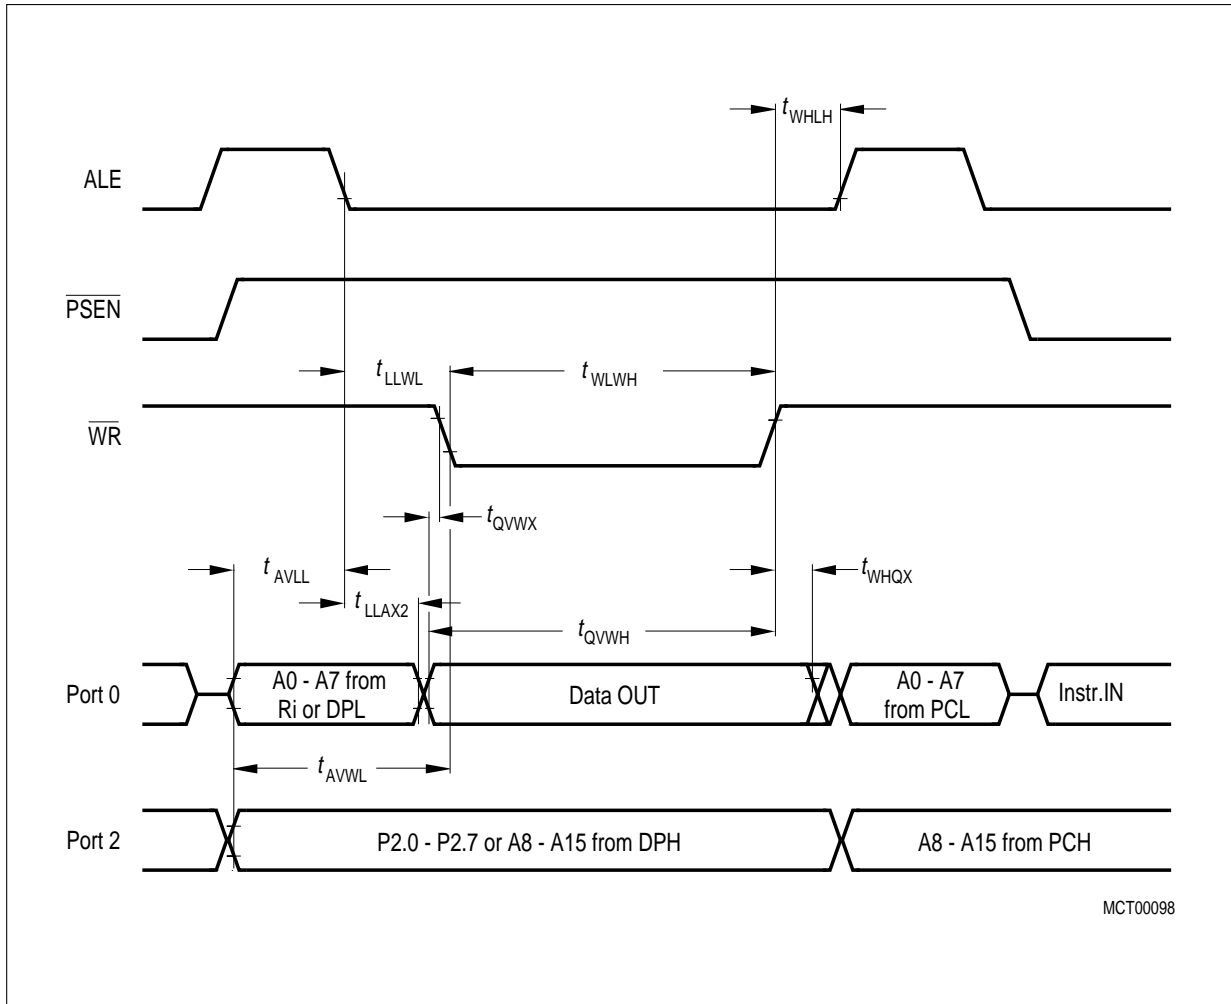 tWHLH
ALE
PSEN
tLLWL
tWLWH
WR
tQVWX
tAVLL
tWHQX
tLLAX2
tQVWH
Port 0
A0 - A7 from
Ri or DPL
Data OUT
A0 - A7
from PCL
Instr.IN
tAVWL
Port 2
P2.0 - P2.7 or A8 - A15 from DPH
A8 - A15 from PCH
MCT00098